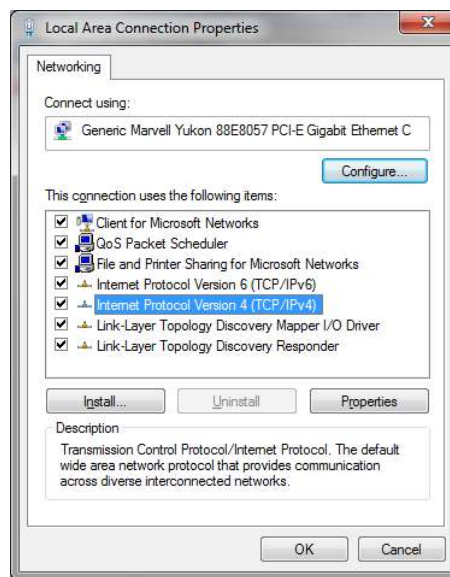 Local Area Connection Properties
Networking
Connect using:
Generic Marvell Yukon 88E8057 PCI-E Gigabit Ethernet C
Configure...
This connection uses the following items:
Client for Microsoft Networks
QoS Packet Scheduler
File and Printer Sharing for Microsoft Networks
Internet Protocol Version 6 (TCP/IPv6)
Internet Protocol Version 4 (TCP/IPv4)
Link-Layer Topology Discovery Mapper I/O Driver
Link-Layer Topology Discovery Responder
Install... Uninstall Properties
Description
Transmission Control Protocol/Internet Protocol. The default
wide area network protocol that provides communication
across diverse interconnected networks.
OK Cancel